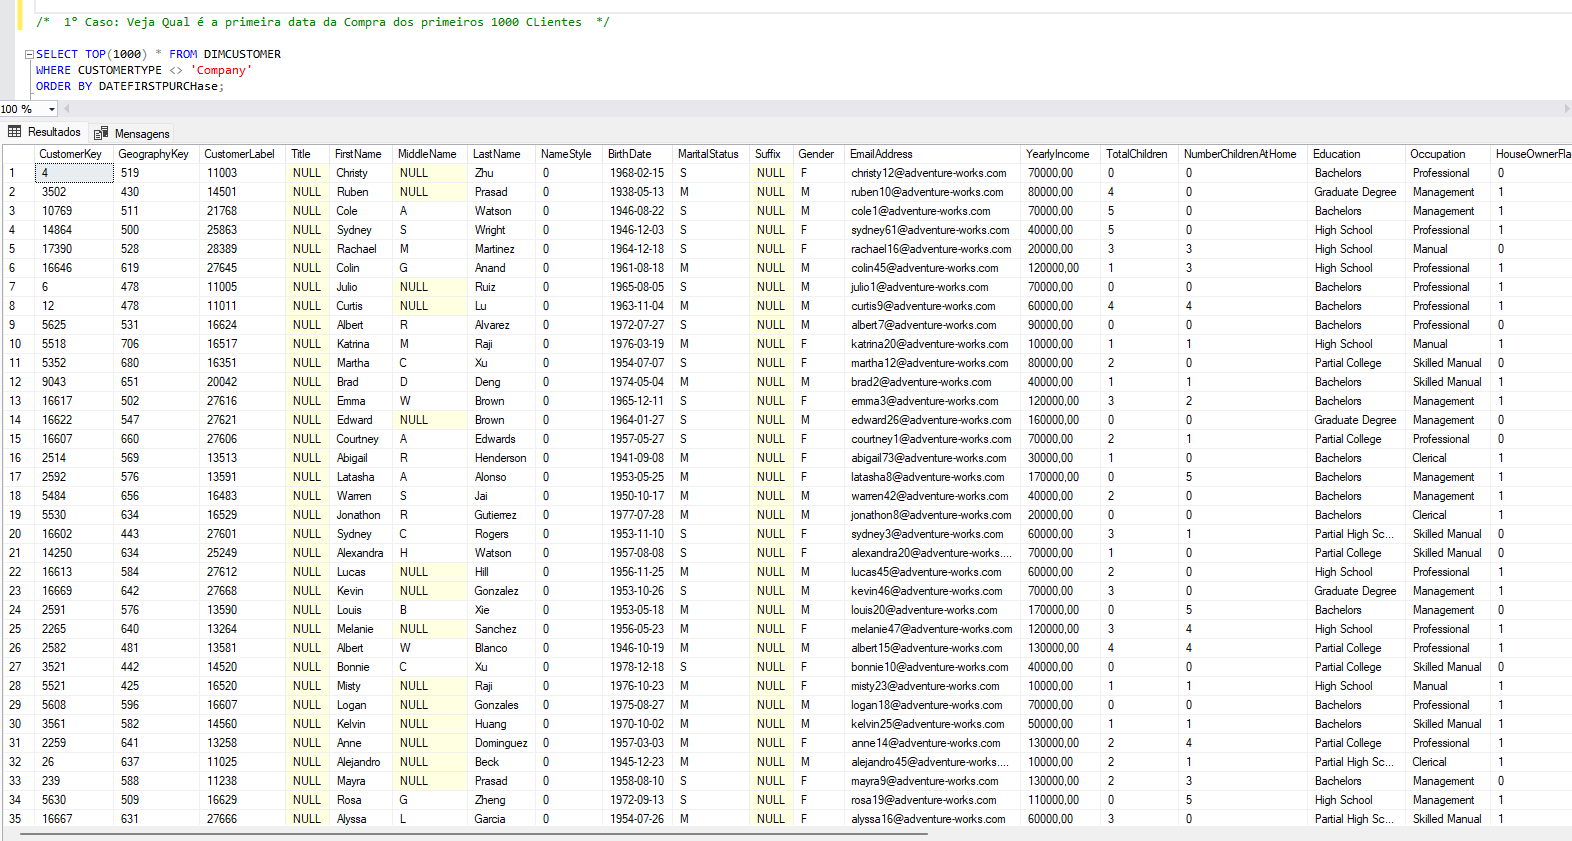 /*  1º Caso: Veja Qual é a primeira data da Compra dos primeiros 1000 CLientes  */
SELECT TOP(1000) * FROM DIMCUSTOMER
WHERE CUSTOMERTYPE <> 'Company'
ORDER BY DATEFIRSTPURCHase;
100 %
Resultados Mensagens
CustomerKey GeographyKey CustomerLabel Title FirstName MiddleName LastName NameStyle BirthDate MaritalStatus Suffix Gender EmailAddress YearlyIncome TotalChildren NumberChildrenAtHome Education Occupation HouseOwnerFla
1 4 519 11003 NULL Christy NULL Zhu 0 1968-02-15 S NULL F christy12@adventure-works.com 70000,00 0 0 Bachelors Professional 0
2 3502 430 14501 NULL Ruben NULL Prasad 0 1938-05-13 M NULL M ruben10@adventure-works.com 80000,00 4 0 Graduate Degree Management 1
3 10769 511 21768 NULL Cole A Watson 0 1946-08-22 S NULL M cole1@adventure-works.com 70000,00 5 0 Bachelors Management 1
4 14864 500 25863 NULL Sydney S Wright 0 1946-12-03 S NULL F sydney61@adventure-works.com 40000,00 5 0 High School Professional 1
5 17390 528 28389 NULL Rachael M Martinez 0 1964-12-18 S NULL F rachael16@adventure-works.com 20000,00 3 3 High School Manual 0
6 16646 619 27645 NULL Colin G Anand 0 1961-08-18 M NULL M colin45@adventure-works.com 120000,00 1 3 High School Professional 1
7 6 478 11005 NULL Julio NULL Ruiz 0 1965-08-05 S NULL M julio1@adventure-works.com 70000,00 0 0 Bachelors Professional 1
8 12 478 11011 NULL Curtis NULL Lu 0 1963-11-04 M NULL M curtis9@adventure-works.com 60000,00 4 4 Bachelors Professional 1
9 5625 531 16624 NULL Albert R Alvarez 0 1972-07-27 S NULL M albert7@adventure-works.com 90000,00 0 0 Bachelors Professional 0
10 5518 706 16517 NULL Katrina M Raji 0 1976-03-19 M NULL F katrina20@adventure-works.com 10000,00 1 1 High School Manual 1
11 5352 680 16351 NULL Martha C Xu 0 1954-07-07 S NULL F martha12@adventure-works.com 80000,00 2 0 Partial College Skilled Manual 0
12 9043 651 20042 NULL Brad D Deng 0 1974-05-04 M NULL M brad2@adventure-works.com 40000,00 1 1 Bachelors Skilled Manual 1
13 16617 502 27616 NULL Emma W Brown 0 1965-12-11 S NULL F emma3@adventure-works.com 120000,00 3 2 Bachelors Management 1
14 16622 547 27621 NULL Edward NULL Brown 0 1964-01-27 S NULL M edward26@adventure-works.com 160000,00 0 0 Graduate Degree Management 0
15 16607 660 27606 NULL Courtney A Edwards 0 1957-05-27 S NULL F courtney1@adventure-works.com 70000,00 2 1 Partial College Professional 0
16 2514 569 13513 NULL Abigail R Henderson 0 1941-09-08 M NULL F abigail73@adventure-works.com 30000,00 1 0 Bachelors Clerical 1
17 2592 576 13591 NULL Latasha A Alonso 0 1953-05-25 M NULL F latasha8@adventure-works.com 170000,00 0 5 Bachelors Management 1
18 5484 656 16483 NULL Warren S Jai 0 1950-10-17 M NULL M warren42@adventure-works.com 40000,00 2 0 Bachelors Management 1
19 5530 634 16529 NULL Jonathon R Gutierrez 0 1977-07-28 M NULL M jonathon8@adventure-works.com 20000,00 0 0 Bachelors Clerical 1
20 16602 443 27601 NULL Sydney C Rogers 0 1953-11-10 S NULL F sydney3@adventure-works.com 60000,00 3 1 Partial High Sc... Skilled Manual 0
21 14250 634 25249 NULL Alexandra H Watson 0 1957-08-08 S NULL F alexandra20@adventure-works.... 70000,00 1 0 Partial College Skilled Manual 0
22 16613 584 27612 NULL Lucas NULL Hill 0 1956-11-25 M NULL M lucas45@adventure-works.com 60000,00 2 0 High School Professional 1
23 16669 642 27668 NULL Kevin NULL Gonzalez 0 1953-10-26 S NULL M kevin46@adventure-works.com 70000,00 3 0 Graduate Degree Management 1
24 2591 576 13590 NULL Louis B Xie 0 1953-05-18 M NULL M louis20@adventure-works.com 170000,00 0 5 Bachelors Management 0
25 2265 640 13264 NULL Melanie NULL Sanchez 0 1956-05-23 M NULL F melanie47@adventure-works.com 120000,00 3 4 High School Professional 1
26 2582 481 13581 NULL Albert W Blanco 0 1946-10-19 M NULL M albert15@adventure-works.com 130000,00 4 4 Partial College Professional 1
27 3521 442 14520 NULL Bonnie C Xu 0 1978-12-18 S NULL F bonnie10@adventure-works.com 40000,00 0 0 Partial College Skilled Manual 0
28 5521 425 16520 NULL Misty NULL Raji 0 1976-10-23 M NULL F misty23@adventure-works.com 10000,00 1 1 High School Manual 1
29 5608 596 16607 NULL Logan NULL Gonzales 0 1975-08-27 M NULL M logan18@adventure-works.com 70000,00 0 0 Bachelors Professional 1
30 3561 582 14560 NULL Kelvin NULL Huang 0 1970-10-02 M NULL M kelvin25@adventure-works.com 50000,00 1 1 Bachelors Skilled Manual 1
31 2259 641 13258 NULL Anne NULL Dominguez 0 1957-03-03 M NULL F anne14@adventure-works.com 130000,00 2 4 Partial College Professional 1
32 26 637 11025 NULL Alejandro NULL Beck 0 1945-12-23 M NULL M alejandro45@adventure-works.... 10000,00 2 1 Partial High Sc... Clerical 1
33 239 588 11238 NULL Mayra NULL Prasad 0 1958-08-10 S NULL F mayra9@adventure-works.com 130000,00 2 3 Bachelors Management 0
34 5630 509 16629 NULL Rosa G Zheng 0 1972-09-13 S NULL F rosa19@adventure-works.com 110000,00 0 5 High School Management 1
35 16667 631 27666 NULL Alyssa L Garcia 0 1954-07-26 M NULL F alyssa16@adventure-works.com 60000,00 3 0 Partial High Sc... Skilled Manual 1